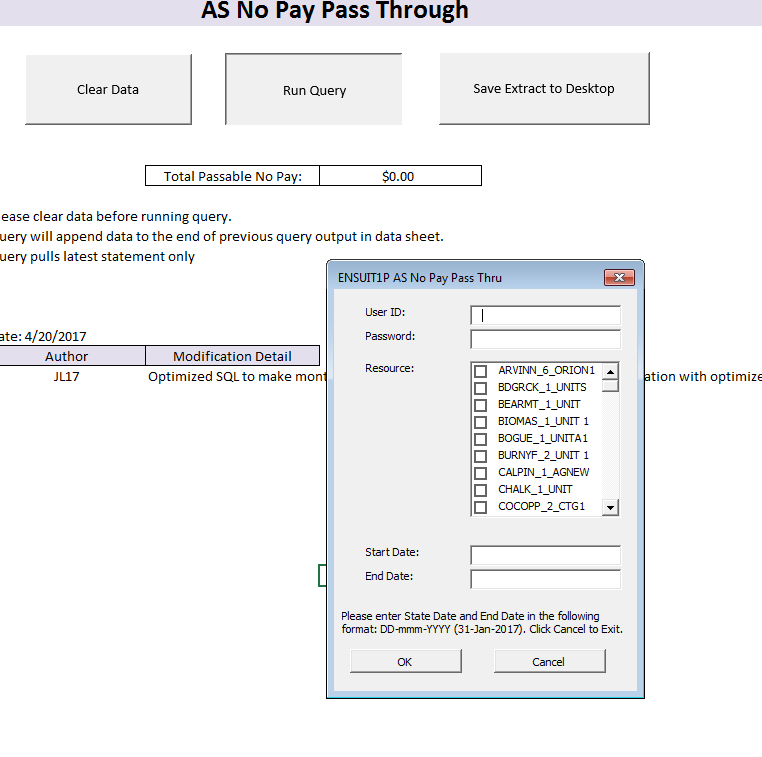 AS No Pay Pass Through
Clear Data
Run Query
Save Extract to Desktop
Total Passable No Pay: $0.00
ease clear data before running query.
uery will append data to the end of previous query output in data sheet.
uery pulls latest statement only
ate: 4/20/2017
Author Modification Detail
JL17 Optimized SQL to make mont ation with optimize
ENSUIT1P AS No Pay Pass Thru
User ID:
Password:
Resource:
ARVINN_6_ORION1
BDGRCK_1_UNITS
BEARMT_1_UNIT
BIOMAS_1_UNIT 1
BOGUE_1_UNITA1
BURNYF_2_UNIT 1
CALPIN_1_AGNEW
CHALK_1_UNIT
COCOPP_2_CTG1
Start Date:
End Date:
Please enter State Date and End Date in the following
format: DD-mmm-YYYY (31-Jan-2017). Click Cancel to Exit.
OK
Cancel